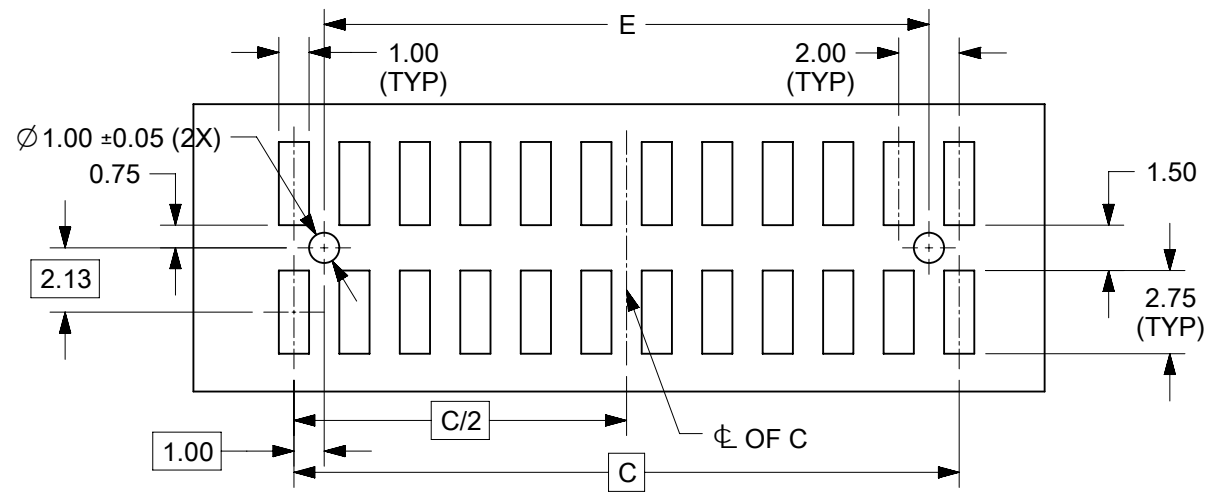 E
1.00
(TYP)
2.00
(TYP)
∅1.00 ±0.05 (2X)
0.75
1.50
2.13
2.75
(TYP)
C/2
℄ OF C
1.00
C